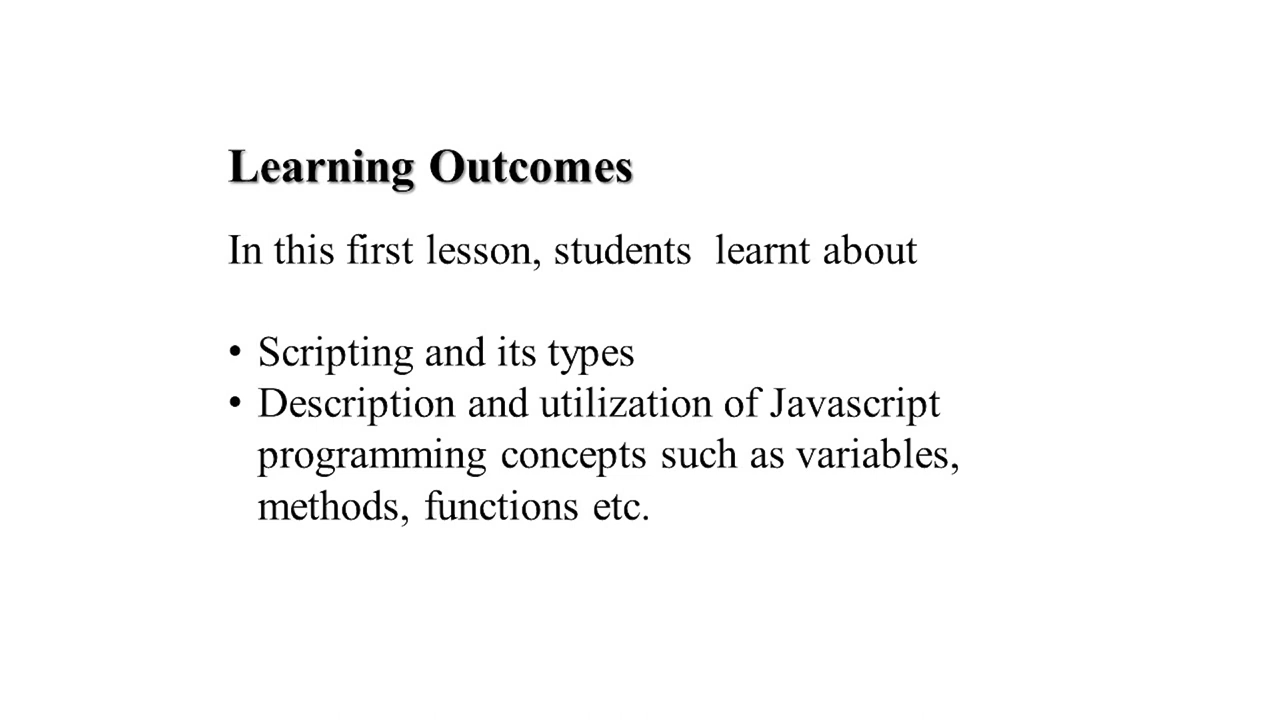 Learning Outcomes
In this first lesson, students  learnt about
• Scripting and its types
• Description and utilization of Javascript
programming concepts such as variables,
methods, functions etc.